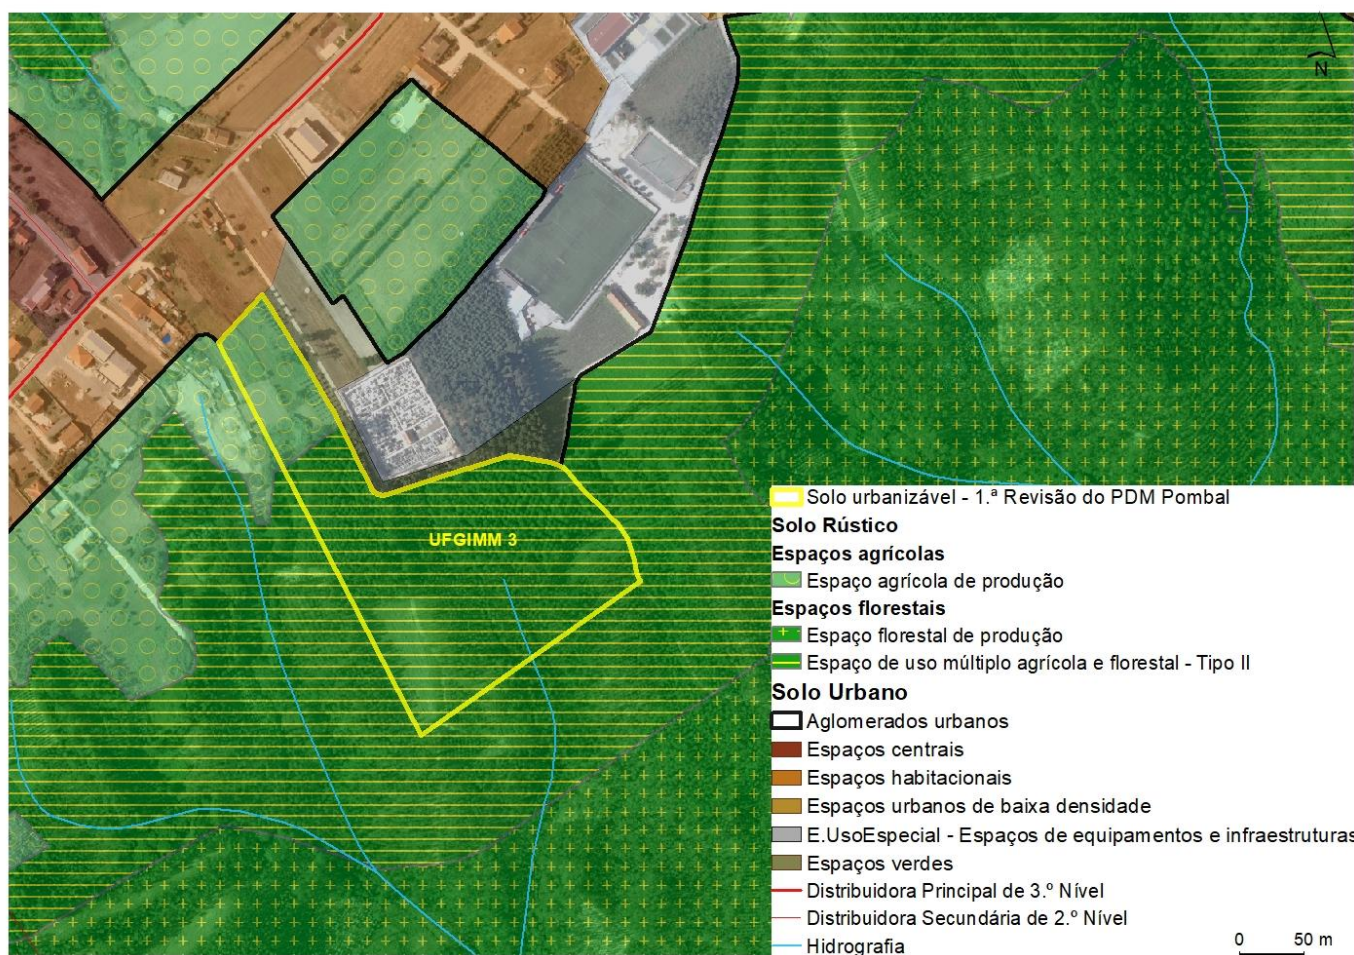 N
UFGIMM 3
Solo urbanizável - 1.ª Revisão do PDM Pombal
Solo Rústico
Espaços agrícolas
Espaço agrícola de produção
Espaços florestais
Espaço florestal de produção
Espaço de uso múltiplo agrícola e florestal - Tipo II
Solo Urbano
Aglomerados urbanos
Espaços centrais
Espaços habitacionais
Espaços urbanos de baixa densidade
E.UsoEspecial - Espaços de equipamentos e infraestruturas
Espaços verdes
Distribuidora Principal de 3.º Nível
Distribuidora Secundária de 2.º Nível
Hidrografia
0 50 m